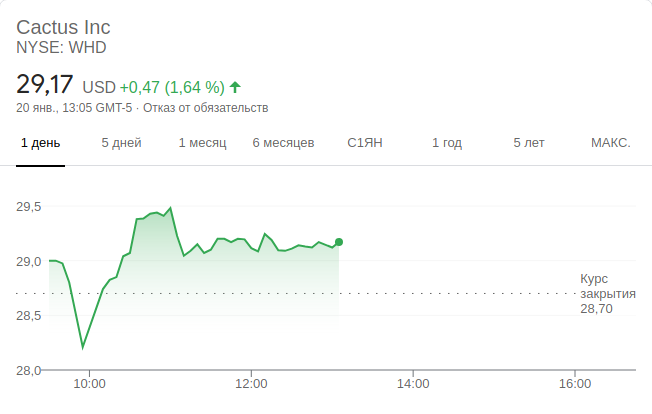 Cactus Inc
NYSE: WHD
29,17 USD +0,47 (1,64 %)
20 янв., 13:05 GMT-5 · Отказ от обязательств
1 день 5 дней 1 месяц 6 месяцев С1ЯН 1 год 5 лет МАКС.
29,5
29,0
Курс
закрытия
28,70
28,5
28,0
10:00 12:00 14:00 16:00